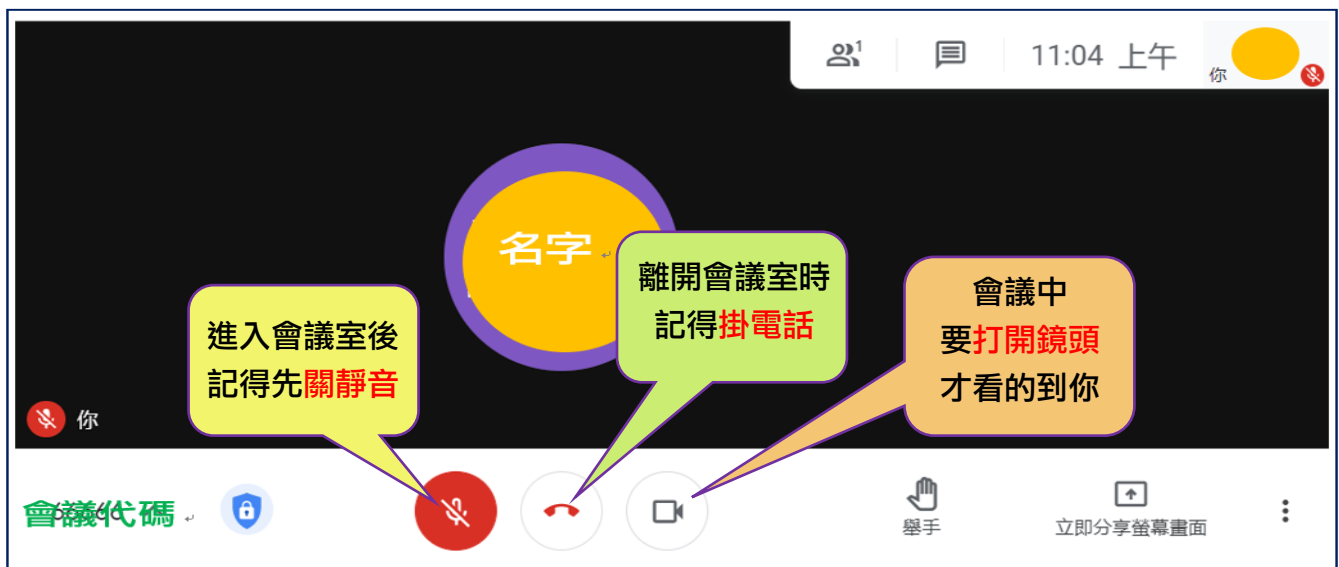 1
11:04 上午
你
名字
進入會議室後
記得先關靜音
離開會議室時
記得掛電話
會議中
要打開鏡頭
才看的到你
你
會議代碼
舉手
立即分享螢幕畫面